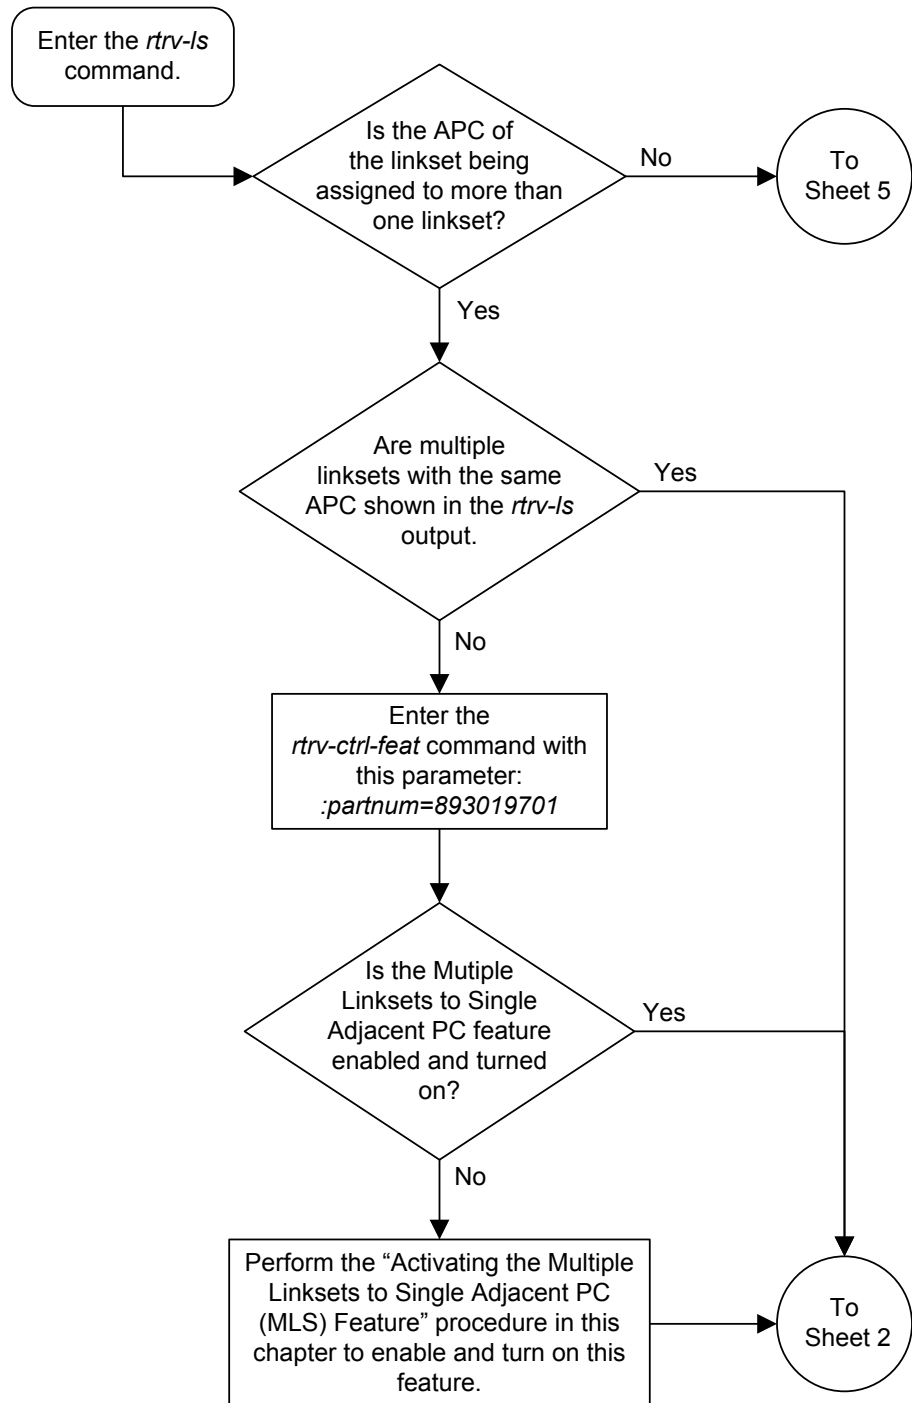 Enter the rtrv-ls
command.
Is the APC of
the linkset being
assigned to more than
one linkset?
No
To
Sheet 5
Yes
Are multiple
linksets with the same
APC shown in the rtrv-ls
output.
Yes
No
Enter the
rtrv-ctrl-feat command with
this parameter:
:partnum=893019701
Is the Mutiple
Linksets to Single
Adjacent PC feature
enabled and turned
on?
Yes
No
Perform the “Activating the Multiple
Linksets to Single Adjacent PC
(MLS) Feature” procedure in this
chapter to enable and turn on this
feature.
To
Sheet 2